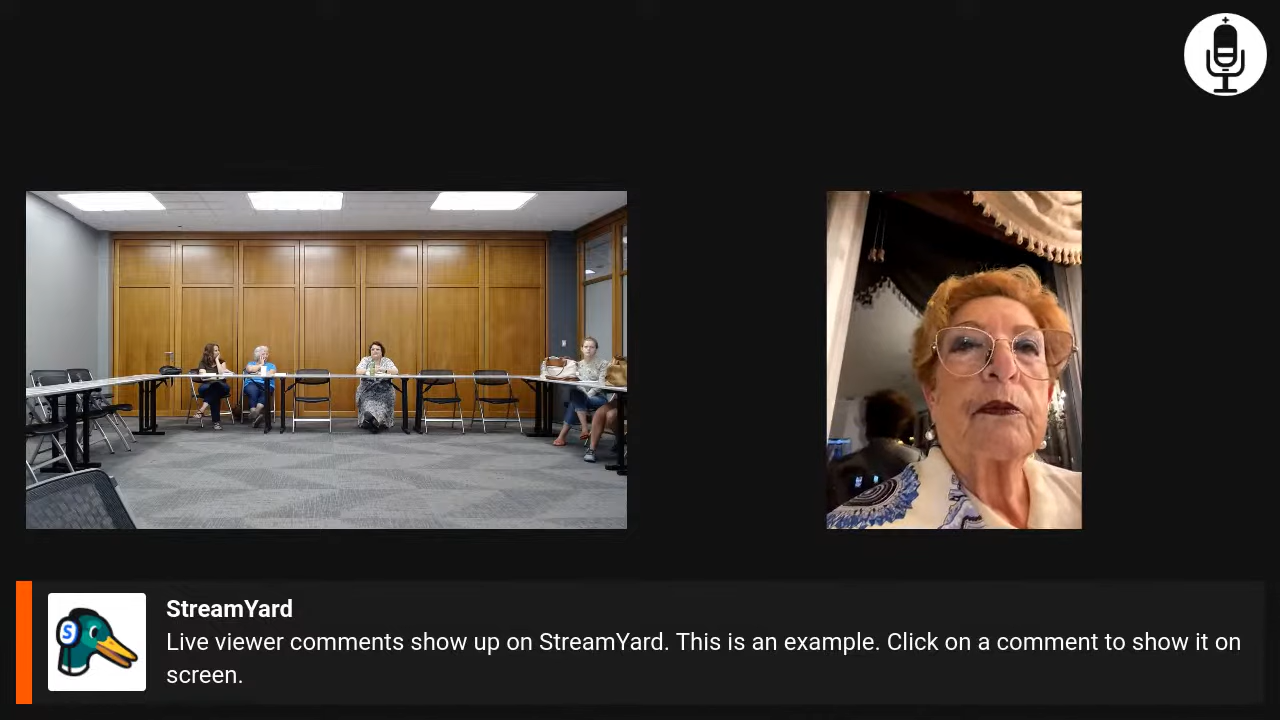 StreamYard
Live viewer comments show up on StreamYard. This is an example. Click on a comment to show it on
screen.
S